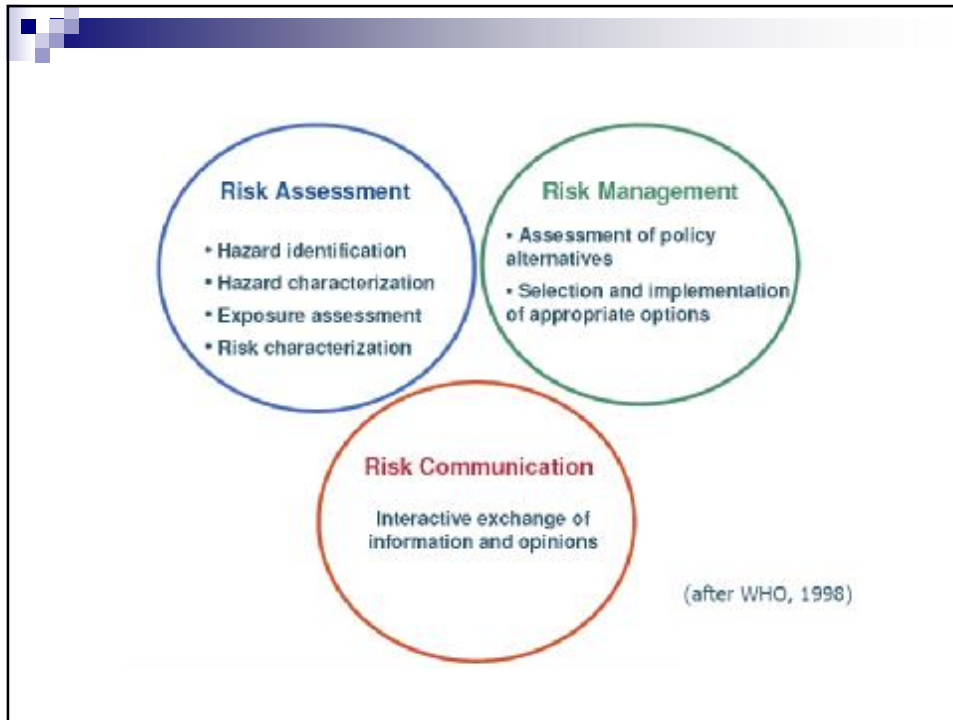 Risk Assessment
• Hazard identification
• Hazard characterization
• Exposure assessment
• Risk characterization
Risk Management
• Assessment of policy
alternatives
• Selection and implementation
of appropriate options
Risk Communication
Interactive exchange of
information and opinions
(after WHO, 1998)